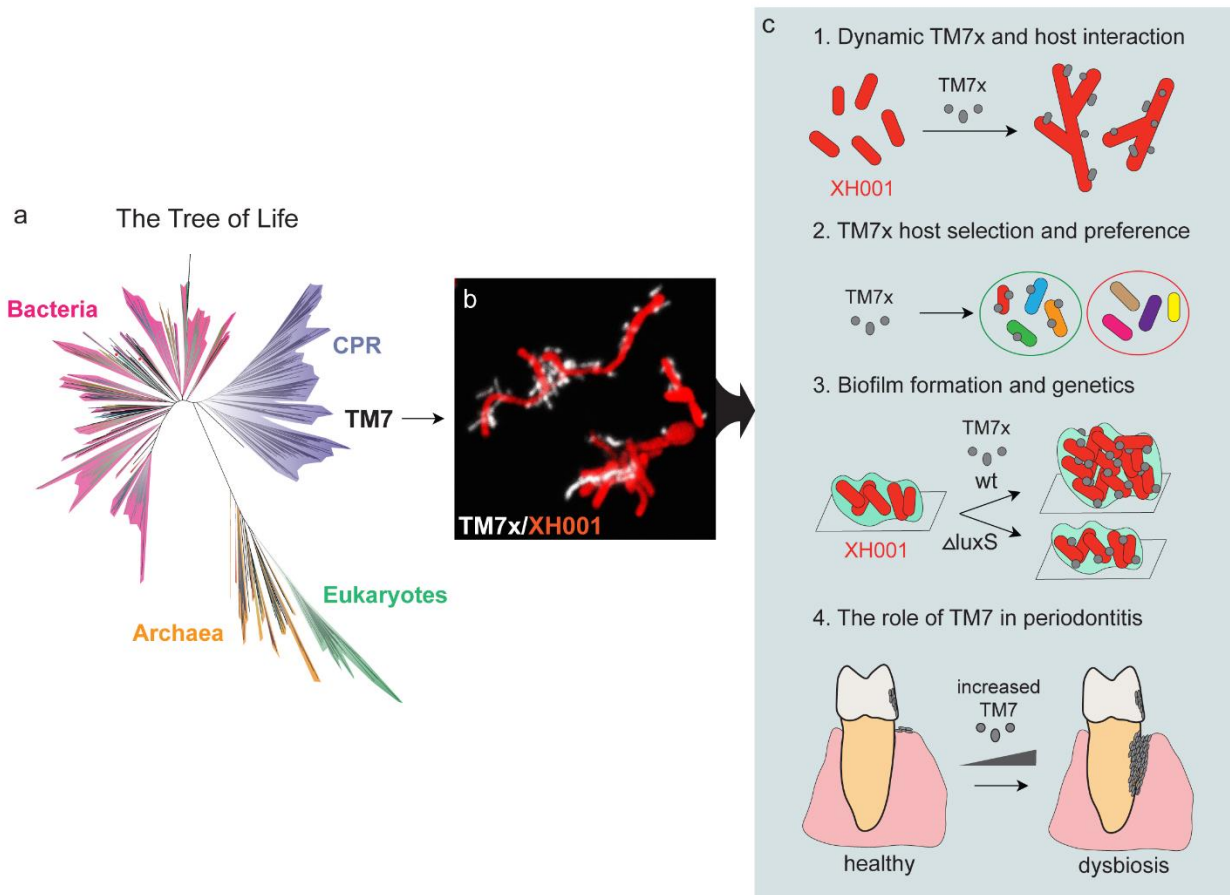 a
The Tree of Life
Bacteria
CPR
TM7
Archaea
Eukaryotes
b
TM7x/XH001
c
1. Dynamic TM7x and host interaction
TM7x
XH001
2. TM7x host selection and preference
TM7x
3. Biofilm formation and genetics
TM7x
wt
XH001
ΔluxS
4. The role of TM7 in periodontitis
increased
TM7
healthy
dysbiosis